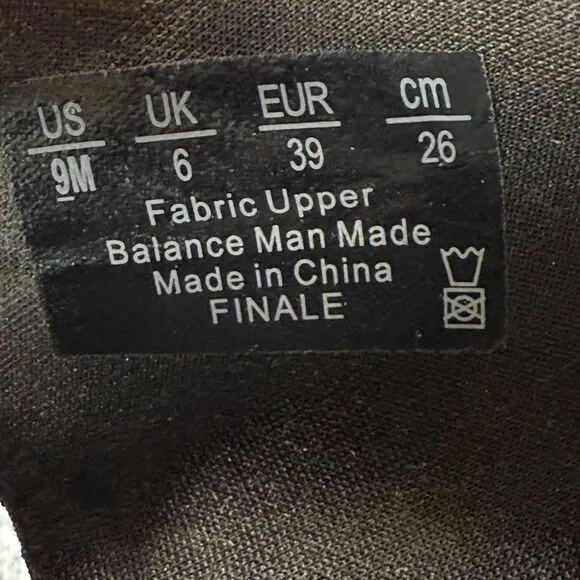 US UK EUR cm
9M 6 39 26
Fabric Upper
Balance Man Made
Made in China
FINALE